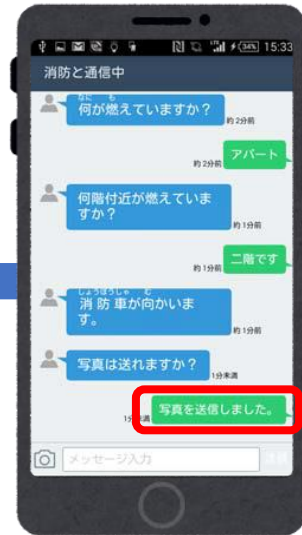 34% 15:33
消防と通信中
なに も
何が燃えていますか？
約2分前
アパート
約2分前
何階付近が燃えていま
すか？
約1分前
二階です
約1分前
しょうぼうしゃ む
消防車が向かいま
す。
約1分前
写真は送れますか？
1分未満
写真を送信しました。
メッセージ入力